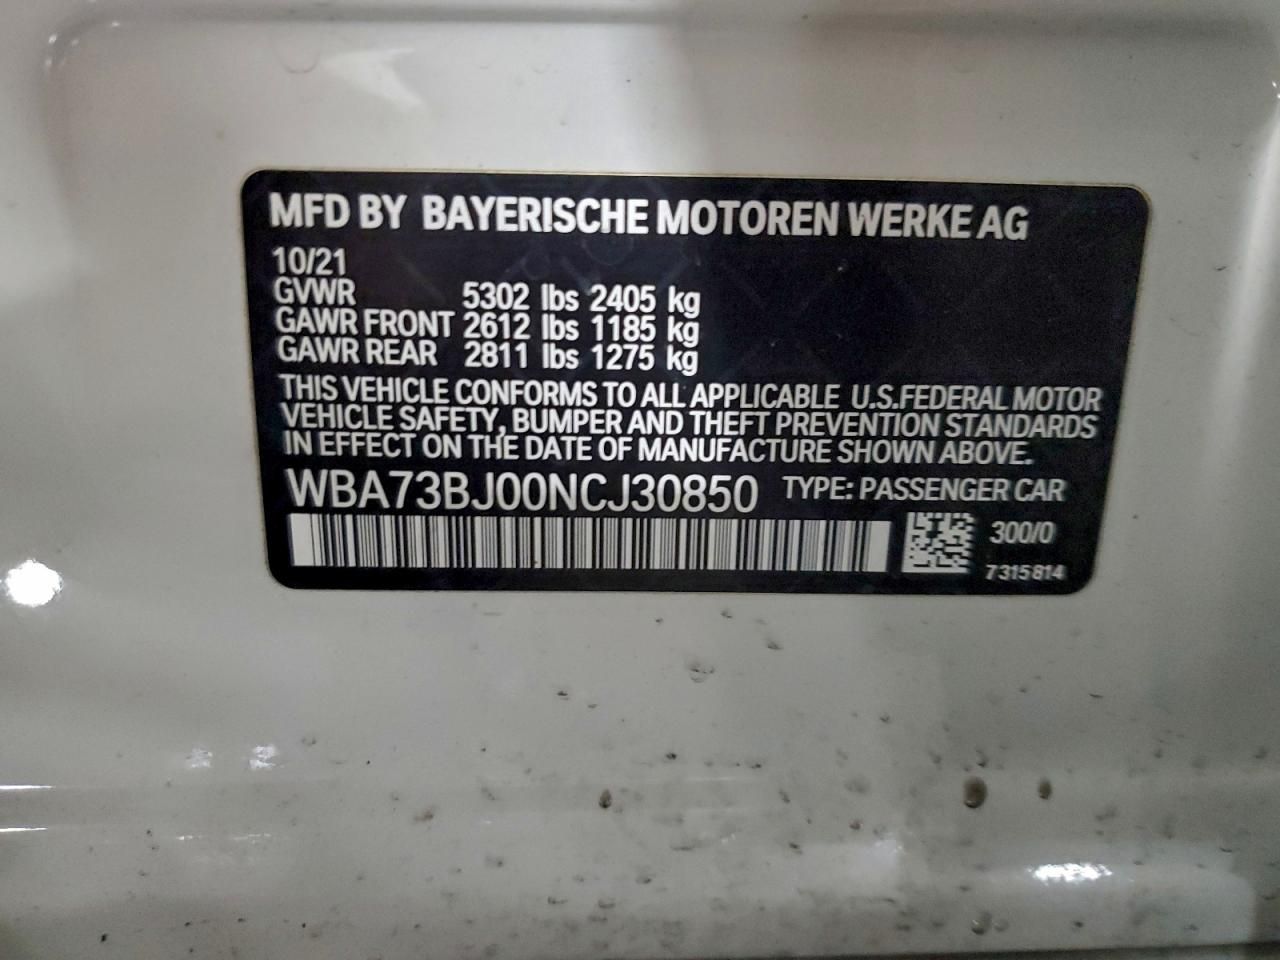 MFD BY BAYERISCHE MOTOREN WERKE AG
10/21
GVWR 5302 lbs 2405 kg
GAWR FRONT 2612 lbs 1185 kg
GAWR REAR 2811 lbs 1275 kg
THIS VEHICLE CONFORMS TO ALL APPLICABLE U.S.FEDERAL MOTOR
VEHICLE SAFETY, BUMPER AND THEFT PREVENTION STANDARDS
IN EFFECT ON THE DATE OF MANUFACTURE SHOWN ABOVE.
WBA73BJ00NCJ30850 TYPE: PASSENGER CAR
300/0
7315814